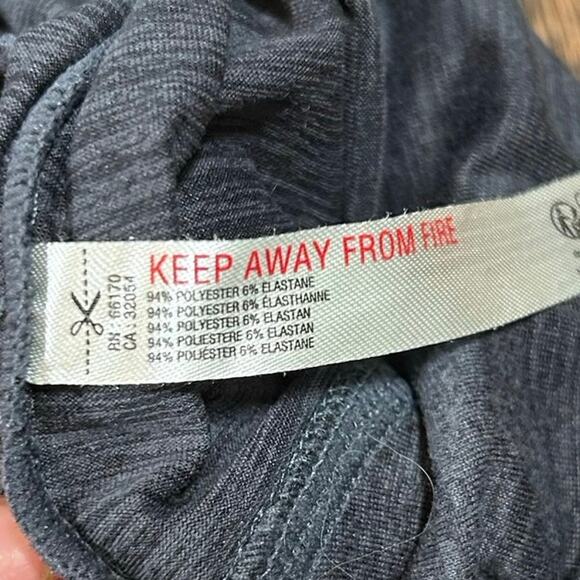 KEEP AWAY FROM FIRE
94% POLYESTER 6% ELASTANE
94% POLYESTER 6% ÉLASTHANNE
94% POLYESTER 6% ELASTAN
94% POLIESTERE 6% ELASTAN
94% POLIÉSTER 6% ELASTANE
RN: 66170
CA: 32054